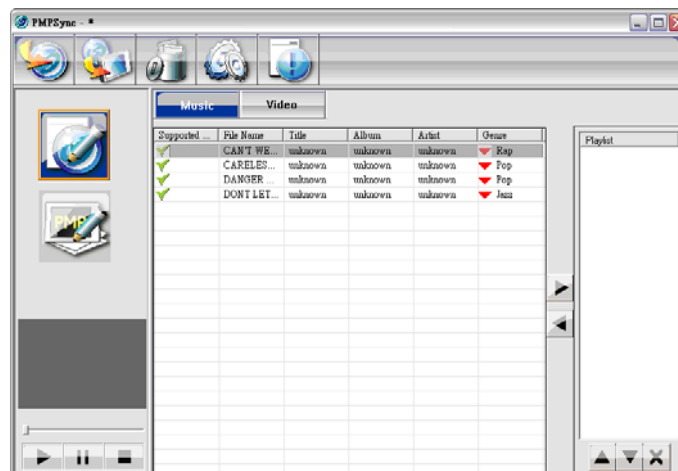 PMPSync - *
Music Video
Supported ... File Name Title Album Artist Genre
CAN'T WE... unknown unknown unknown Rap
CARELES... unknown unknown unknown Pop
DANGER ... unknown unknown unknown Pop
DONT LET... unknown unknown unknown Jazz
Playlist
PMP